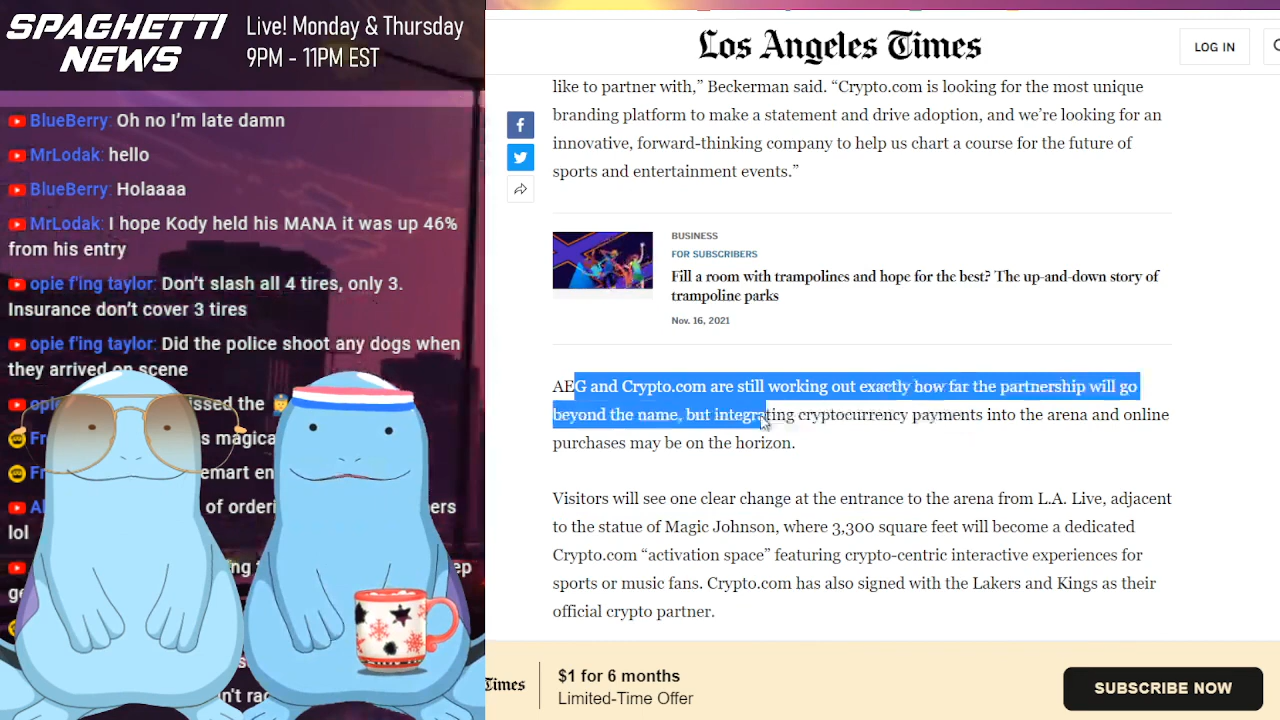 SPAGHETTI
NEWS
Live! Monday & Thursday
9PM - 11PM EST
BlueBerry: Oh no I'm late damn
MrLodak: hello
BlueBerry: Holaaaa
MrLodak: I hope Kody held his MANA it was up 46%
from his entry
opie f'ing taylor: Don't slash all 4 tires, only 3.
Insurance don't cover 3 tires
opie f'ing taylor: Did the police shoot any dogs when
they arrived on scene
lol
Los Angeles Times
LOG IN
like to partner with,” Beckerman said. “Crypto.com is looking for the most unique
branding platform to make a statement and drive adoption, and we’re looking for an
innovative, forward-thinking company to help us chart a course for the future of
sports and entertainment events.”
BUSINESS
FOR SUBSCRIBERS
Fill a room with trampolines and hope for the best? The up-and-down story of
trampoline parks
Nov. 16, 2021
AEG and Crypto.com are still working out exactly how far the partnership will go
beyond the name, but integrating cryptocurrency payments into the arena and online
purchases may be on the horizon.
Visitors will see one clear change at the entrance to the arena from L.A. Live, adjacent
to the statue of Magic Johnson, where 3,300 square feet will become a dedicated
Crypto.com “activation space” featuring crypto-centric interactive experiences for
sports or music fans. Crypto.com has also signed with the Lakers and Kings as their
official crypto partner.
Times
$1 for 6 months
Limited-Time Offer
SUBSCRIBE NOW